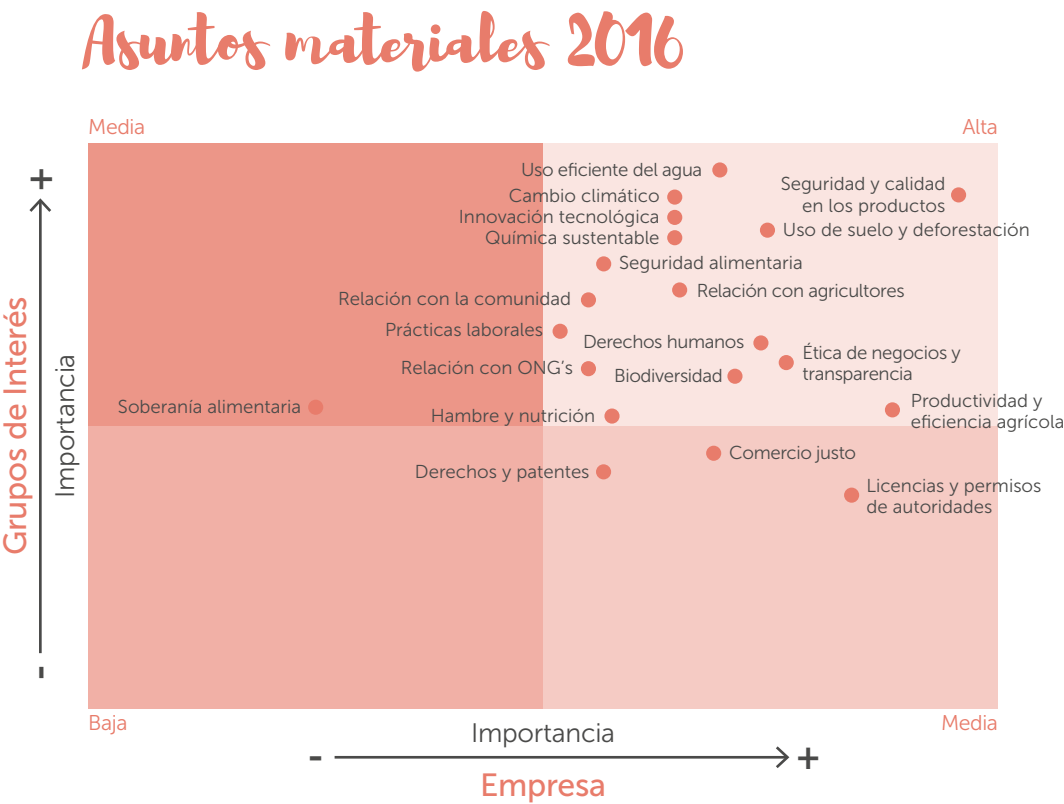 Asuntos materiales 2016
Media
Alta
+
Uso eficiente del agua
Cambio climático
Innovación tecnológica
Química sustentable
Seguridad y calidad
en los productos
Uso de suelo y deforestación
Seguridad alimentaria
Relación con agricultores
Relación con la comunidad
Prácticas laborales
Derechos humanos
Ética de negocios y
transparencia
Relación con ONG's
Biodiversidad
Soberanía alimentaria
Hambre y nutrición
Productividad y
eficiencia agrícola
Comercio justo
Derechos y patentes
Licencias y permisos
de autoridades
Grupos de Interés
Importancia
-
Baja
Media
Importancia
- +
Empresa